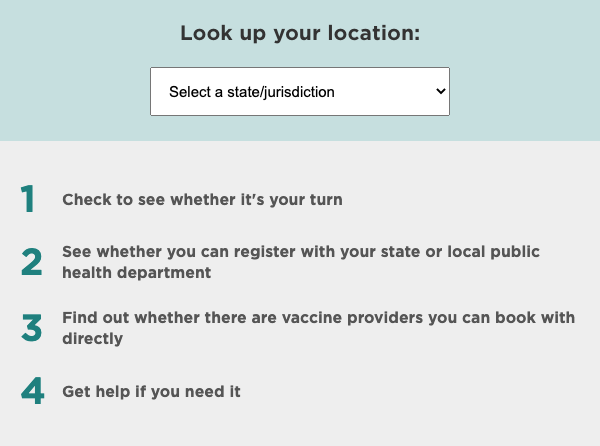 Look up your location:
Select a state/jurisdiction
1 Check to see whether it's your turn
2 See whether you can register with your state or local public
health department
3 Find out whether there are vaccine providers you can book with
directly
4 Get help if you need it